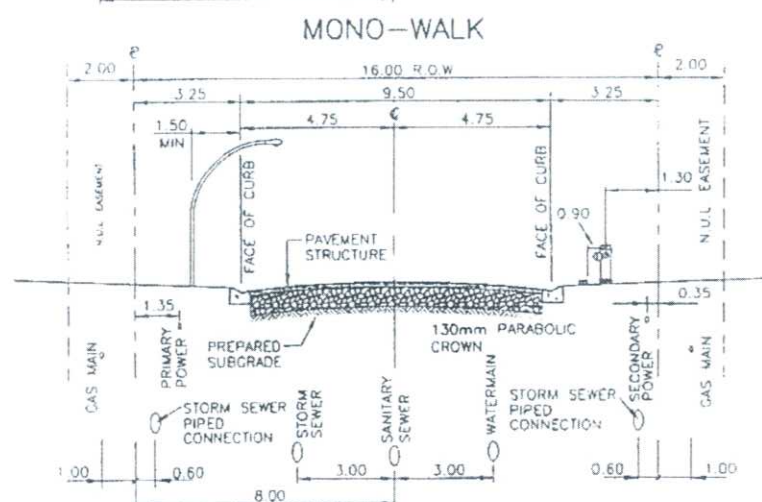 MONO-WALK
℄
℄
2.00
16.00 R.O.W
2.00
3.25
9.50
3.25
℄
4.75
4.75
1.50
MIN
1.30
0.90
N.U.L EASEMENT
FACE OF CURB
FACE OF CURB
N.U.L EASEMENT
PAVEMENT
STRUCTURE
1.35
0.35
PREPARED
SUBGRADE
130mm PARABOLIC
CROWN
GAS MAIN
PRIMARY
POWER
SECONDARY
POWER
GAS MAIN
STORM SEWER
PIPED
CONNECTION
STORM
SEWER
SANITARY
SEWER
WATERMAIN
STORM SEWER
PIPED
CONNECTION
1.00
0.60
3.00
3.00
0.60
1.00
8.00